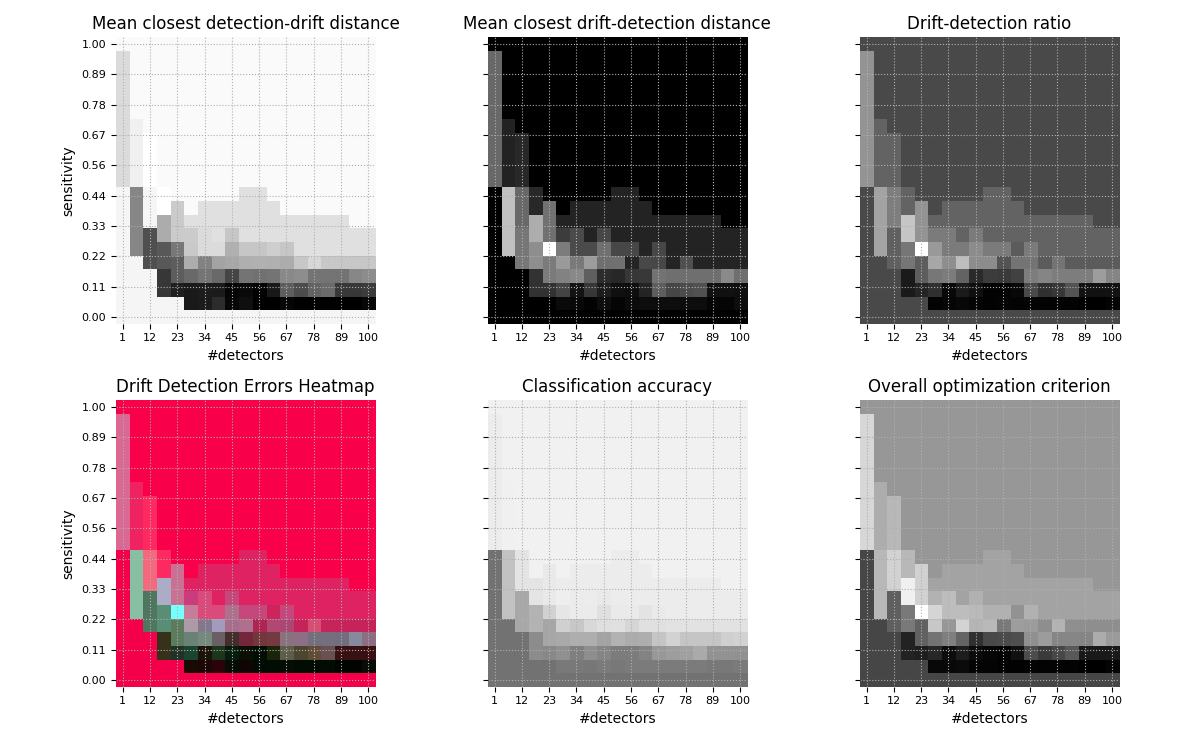 Mean closest detection-drift distance
Mean closest drift-detection distance
Drift-detection ratio
sensitivity
1.00
0.89
0.78
0.67
0.56
0.44
0.33
0.22
0.11
0.00
1 12 23 34 45 56 67 78 89 100
1 12 23 34 45 56 67 78 89 100
1 12 23 34 45 56 67 78 89 100
#detectors
#detectors
#detectors
Drift Detection Errors Heatmap
Classification accuracy
Overall optimization criterion
sensitivity
1.00
0.89
0.78
0.67
0.56
0.44
0.33
0.22
0.11
0.00
1 12 23 34 45 56 67 78 89 100
1 12 23 34 45 56 67 78 89 100
1 12 23 34 45 56 67 78 89 100
#detectors
#detectors
#detectors